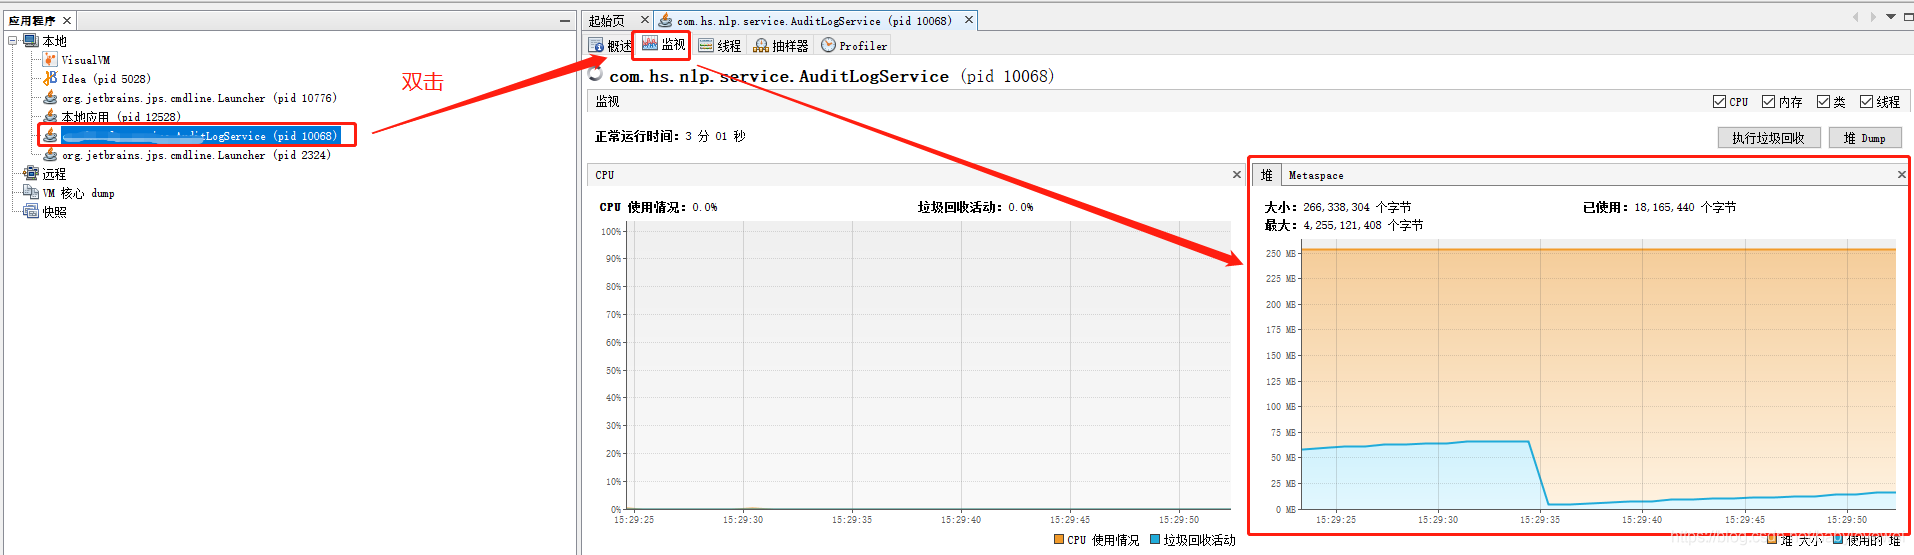 应用程序
本地
VisualVM
Idea (pid 5028)
org.jetbrains.jps.cmdline.Launcher (pid 10776)
本地应用 (pid 12528)
AuditLogService (pid 10068)
org.jetbrains.jps.cmdline.Launcher (pid 2324)
远程
VM 核心 dump
快照
双击
起始页
com.hs.nlp.service.AuditLogService (pid 10068)
概述 监视 线程 抽样器 Profiler
com.hs.nlp.service.AuditLogService (pid 10068)
监视
CPU 内存 类 线程
正常运行时间: 3 分 01 秒
执行垃圾回收 堆 Dump
CPU
CPU 使用情况: 0.0% 垃圾回收活动: 0.0%
100%
90%
80%
70%
60%
50%
40%
30%
20%
10%
0%
15:29:25 15:29:30 15:29:35 15:29:40 15:29:45 15:29:50
CPU 使用情况 垃圾回收活动
堆 Metaspace
大小: 266,338,304 个字节 已使用: 18,165,440 个字节
最大: 4,255,121,408 个字节
250 MB
225 MB
200 MB
175 MB
150 MB
125 MB
100 MB
75 MB
50 MB
25 MB
0 MB
15:29:25 15:29:30 15:29:35 15:29:40 15:29:45 15:29:50
堆 大小 使用的 堆